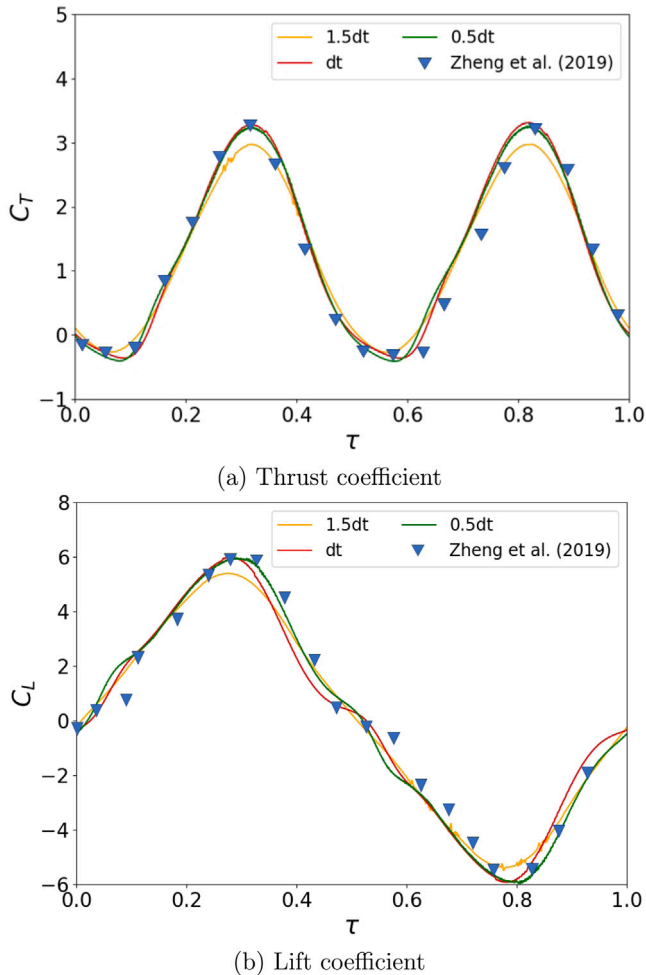 5
4
3
2
1
0
−1
C_T
1.5dt
0.5dt
dt
Zheng et al. (2019)
0.0 0.2 0.4 0.6 0.8 1.0
τ
(a) Thrust coefficient
8
6
4
2
0
−2
−4
−6
C_L
1.5dt
0.5dt
dt
Zheng et al. (2019)
0.0 0.2 0.4 0.6 0.8 1.0
τ
(b) Lift coefficient